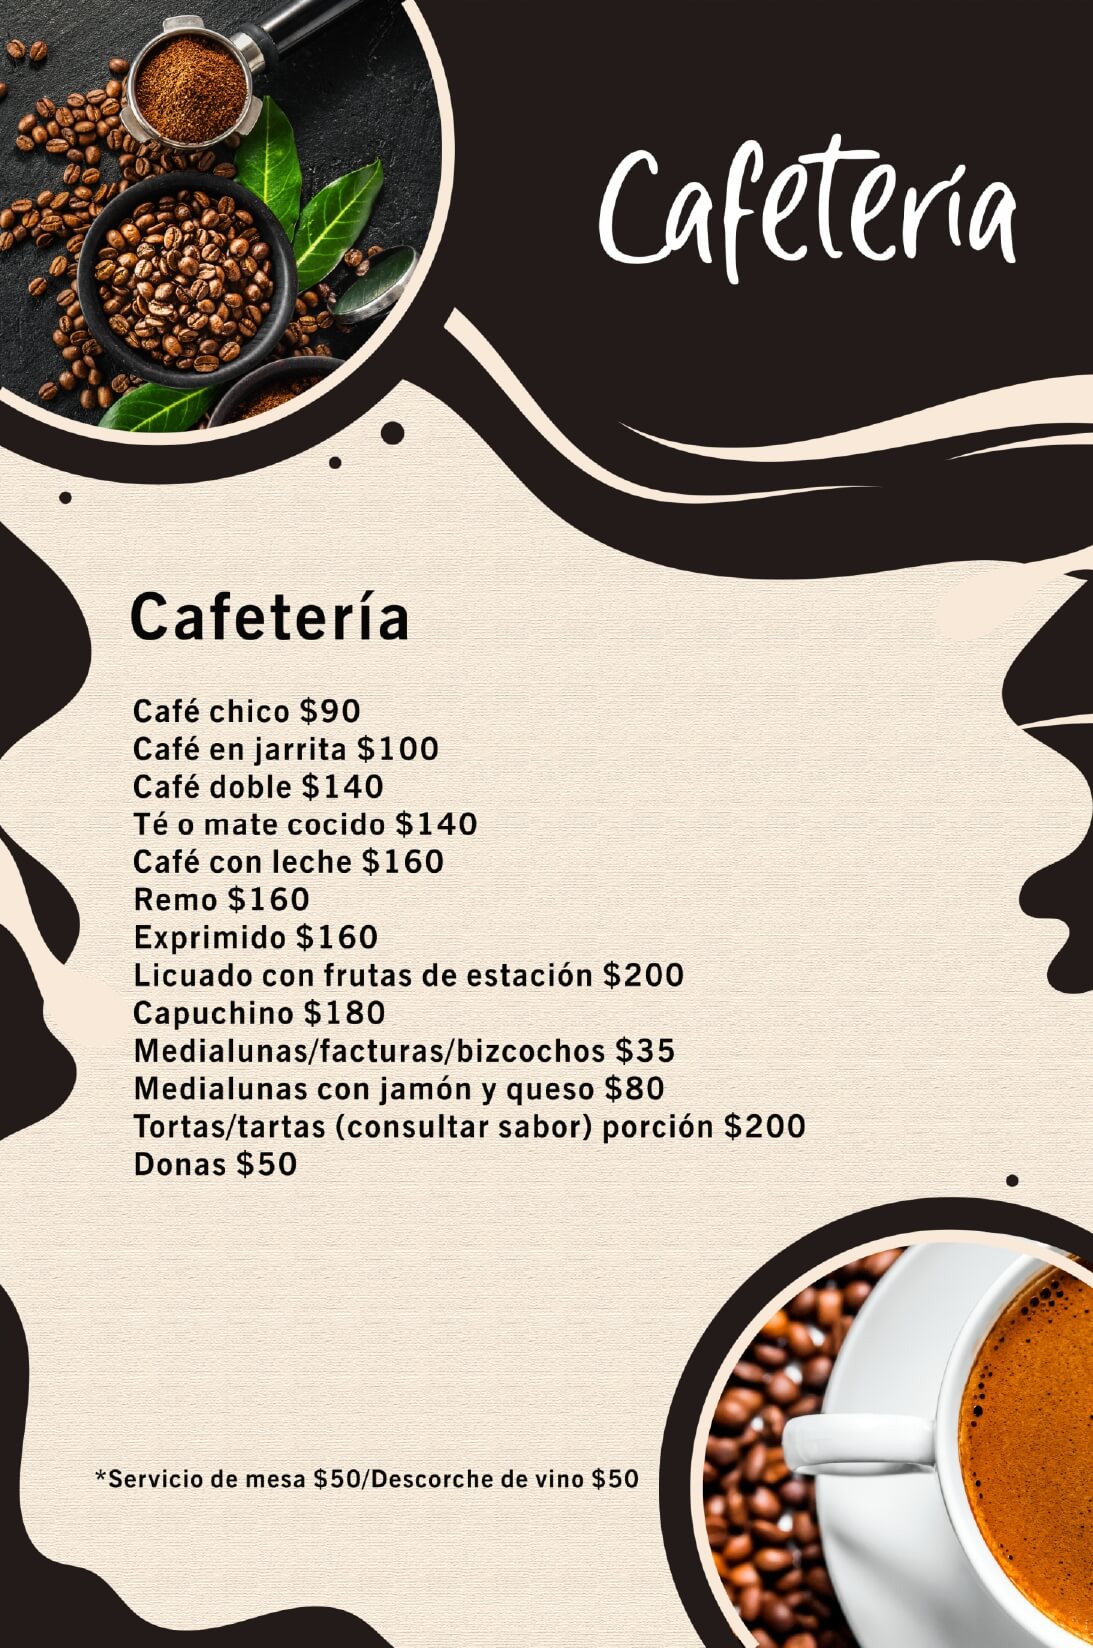 Cafetería
Cafetería
Café chico $90
Café en jarrita $100
Café doble $140
Té o mate cocido $140
Café con leche $160
Remo $160
Exprimido $160
Licuado con frutas de estación $200
Capuchino $180
Medialunas/facturas/bizcochos $35
Medialunas con jamón y queso $80
Tortas/tartas (consultar sabor) porción $200
Donas $50
*Servicio de mesa $50/Descorche de vino $50